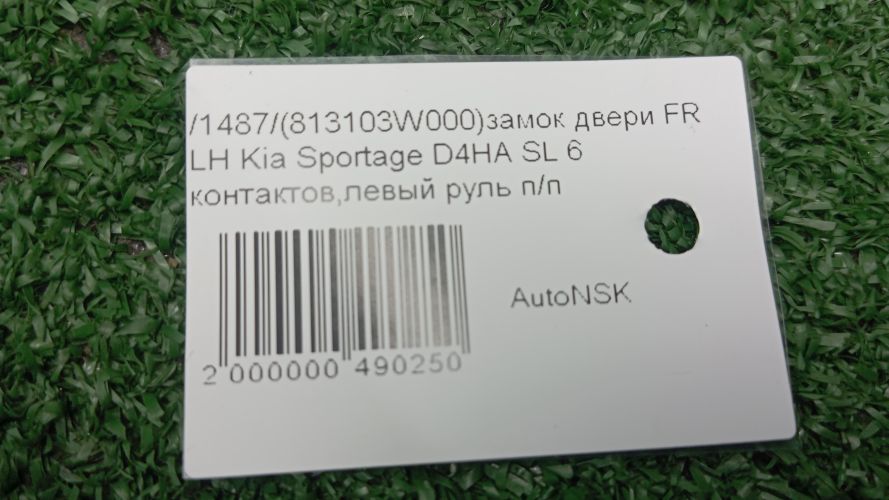 /1487/(813103W000)замок двери FR
LH Kia Sportage D4HA SL 6
контактов,левый руль п/п
AutoNSK
2 000000 490250